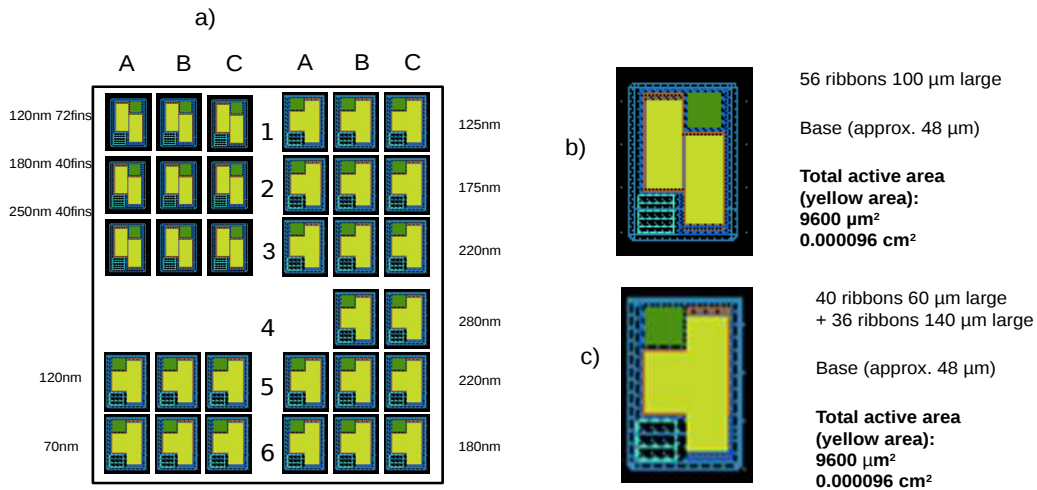 a)
A B C A B C
120nm 72fins
180nm 40fins
250nm 40fins
120nm
70nm
1
2
3
4
5
6
125nm
175nm
220nm
280nm
220nm
180nm
b)
56 ribbons 100 µm large
Base (approx. 48 µm)
Total active area
(yellow area):
9600 µm²
0.000096 cm²
c)
40 ribbons 60 µm large
+ 36 ribbons 140 µm large
Base (approx. 48 µm)
Total active area
(yellow area):
9600 µm²
0.000096 cm²